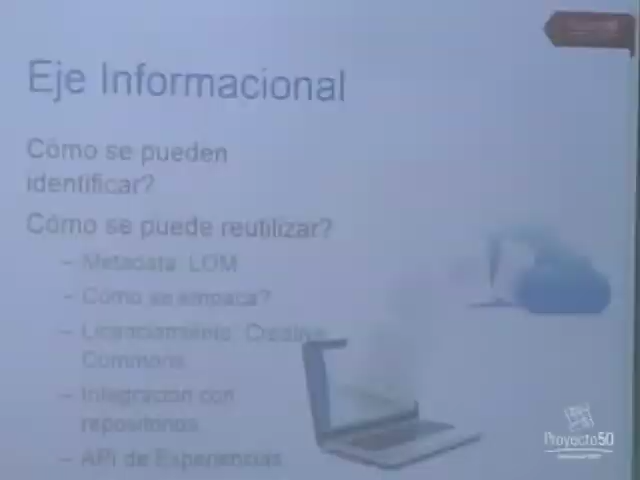 Eje Informacional
Cómo se pueden
identificar?
Cómo se puede reutilizar?
– Metadata: LOM
– Cómo se empaca?
– Licenciamiento: Creative
Commons
– Integración con
repositorios
– API de Experiencias
Proyecto50